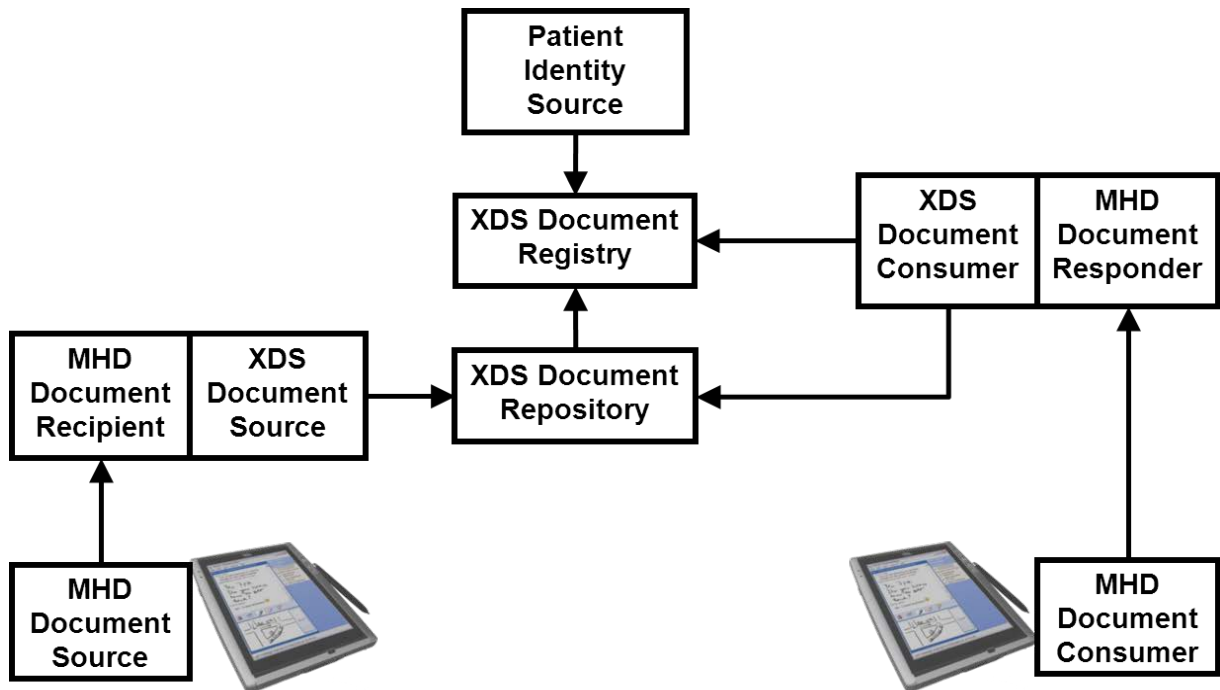 Patient
Identity
Source
XDS Document
Registry
XDS
Document
Consumer
MHD
Document
Responder
MHD
Document
Recipient
XDS
Document
Source
XDS Document
Repository
MHD
Document
Source
MHD
Document
Consumer